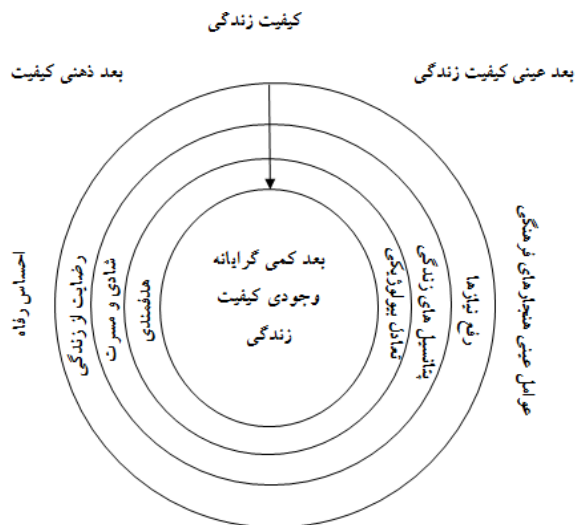 کیفیت زندگی
بعد عینی کیفیت زندگی
بعد ذهنی کیفیت
عوامل عینی هنجارهای فرهنگی
رفع نیازها
پتانسیل های زندگی
تعادل بیولوژیکی
بعد کمی گرایانه
وجودی کیفیت
زندگی
هدفمندی
شادی و مسرت
رضایت از زندگی
احساس رفاه